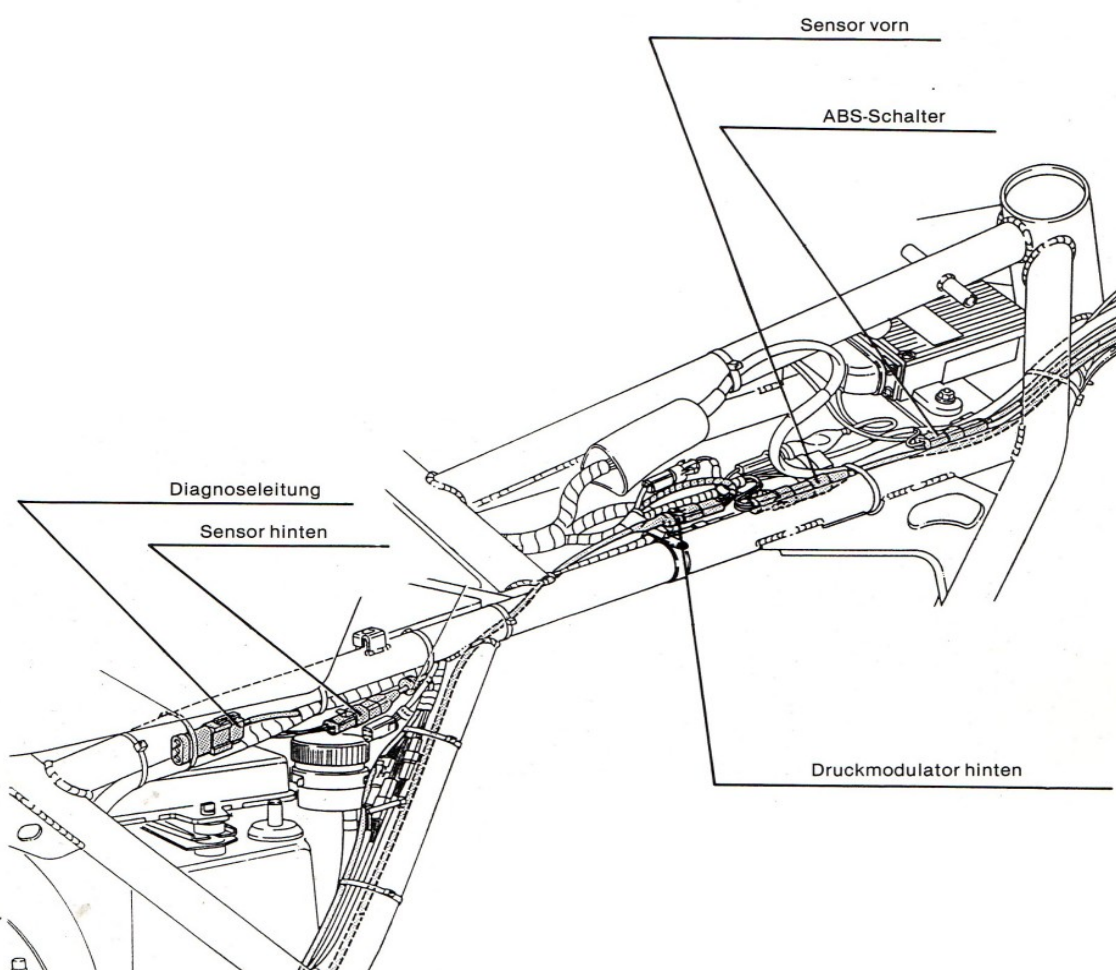 Sensor vorn
ABS-Schalter
Diagnoseleitung
Sensor hinten
Druckmodulator hinten